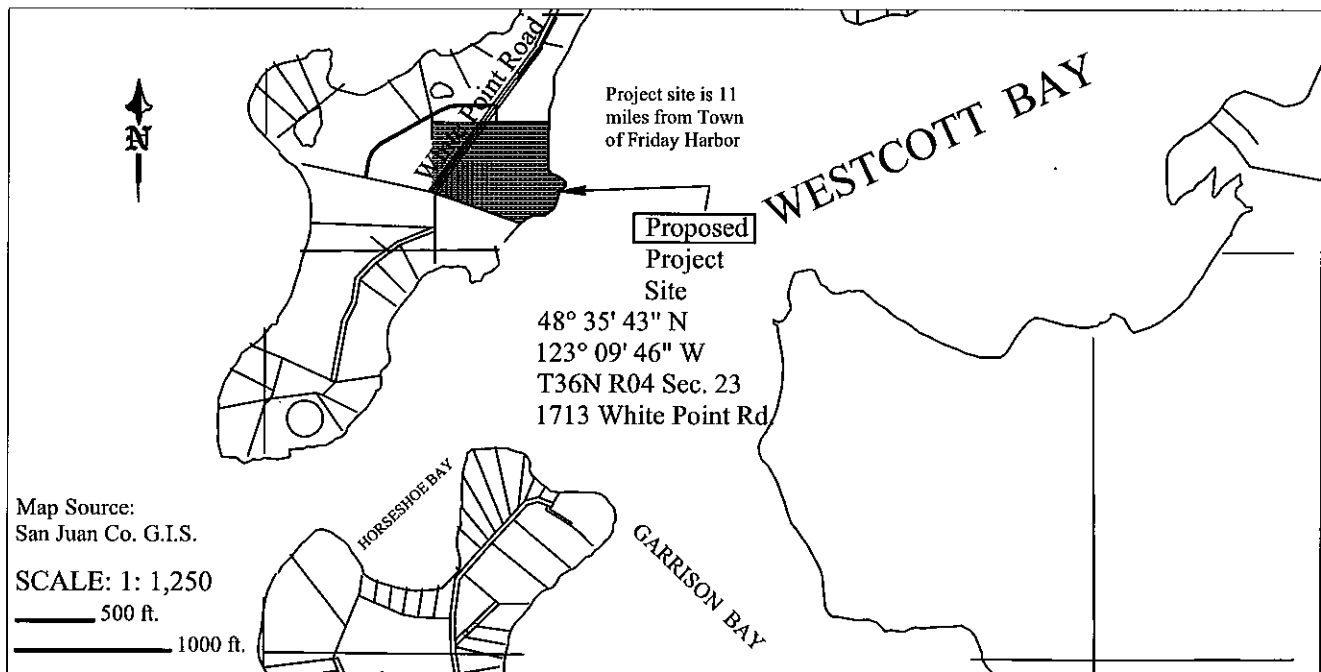 White Point Road
N
Project site is 11
miles from Town
of Friday Harbor
WESTCOTT BAY
Proposed
Project
Site
48° 35' 43" N
123° 09' 46" W
T36N R04 Sec. 23
1713 White Point Rd.
HORSESHOE BAY
GARRISON BAY
Map Source:
San Juan Co. G.I.S.
SCALE: 1: 1,250
500 ft.
1000 ft.